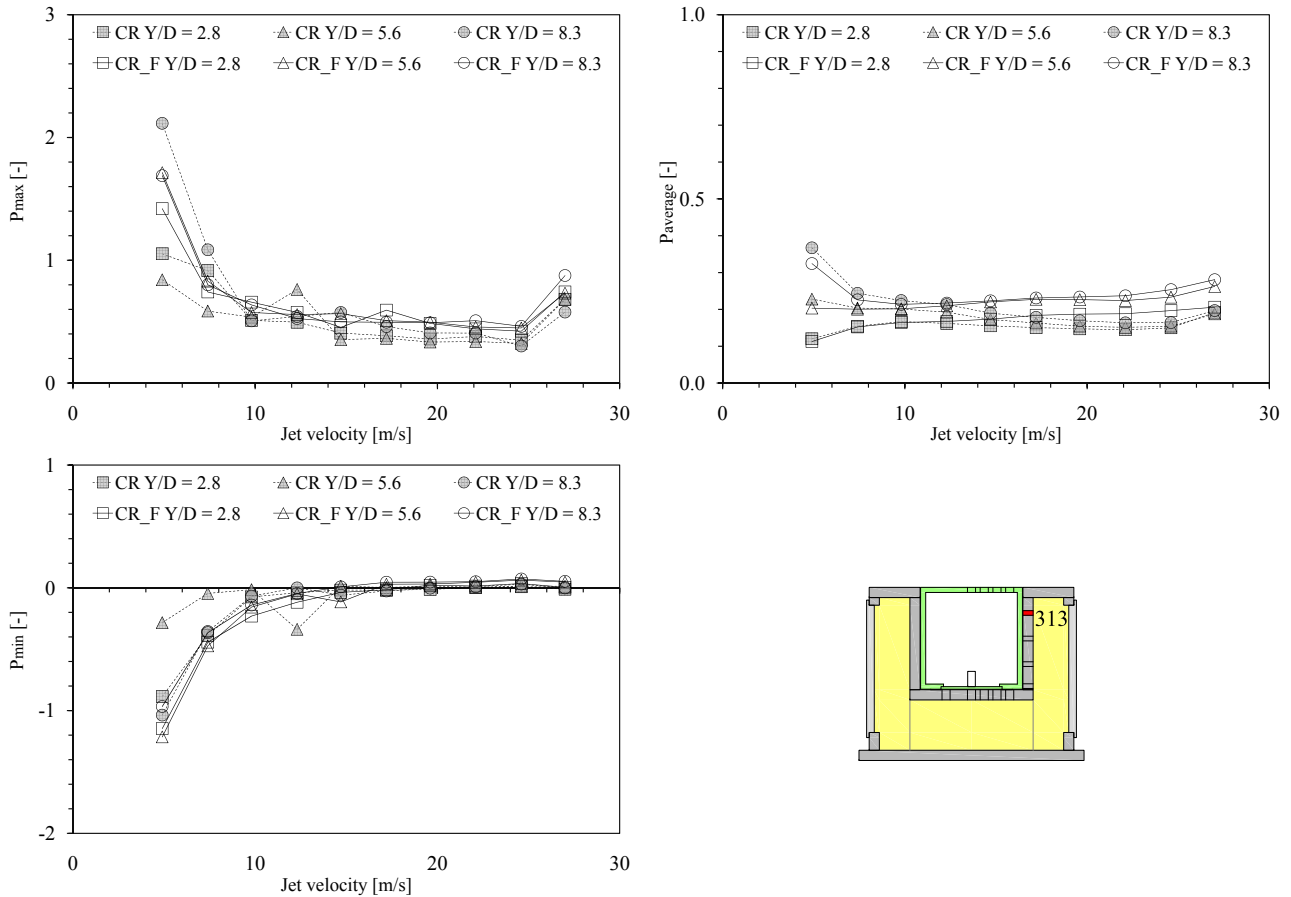 3
2
1
0
Pmax [-]
CR Y/D = 2.8
CR Y/D = 5.6
CR Y/D = 8.3
CR_F Y/D = 2.8
CR_F Y/D = 5.6
CR_F Y/D = 8.3
0
10
20
30
Jet velocity [m/s]
1.0
0.5
0.0
Paverage [-]
CR Y/D = 2.8
CR Y/D = 5.6
CR Y/D = 8.3
CR_F Y/D = 2.8
CR_F Y/D = 5.6
CR_F Y/D = 8.3
0
10
20
30
Jet velocity [m/s]
1
0
-1
-2
Pmin [-]
CR Y/D = 2.8
CR Y/D = 5.6
CR Y/D = 8.3
CR_F Y/D = 2.8
CR_F Y/D = 5.6
CR_F Y/D = 8.3
0
10
20
30
Jet velocity [m/s]
313